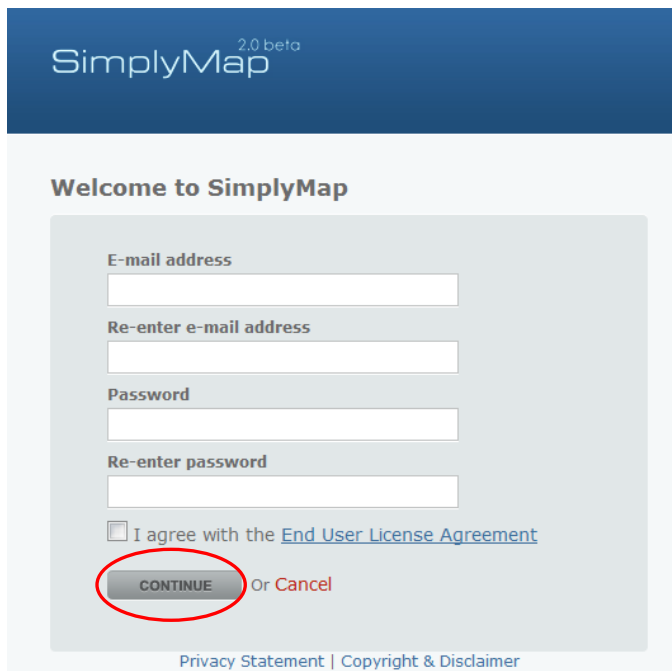 2.0 beta
SimplyMap
Welcome to SimplyMap
E-mail address
Re-enter e-mail address
Password
Re-enter password
I agree with the End User License Agreement
CONTINUE Or Cancel
Privacy Statement | Copyright & Disclaimer